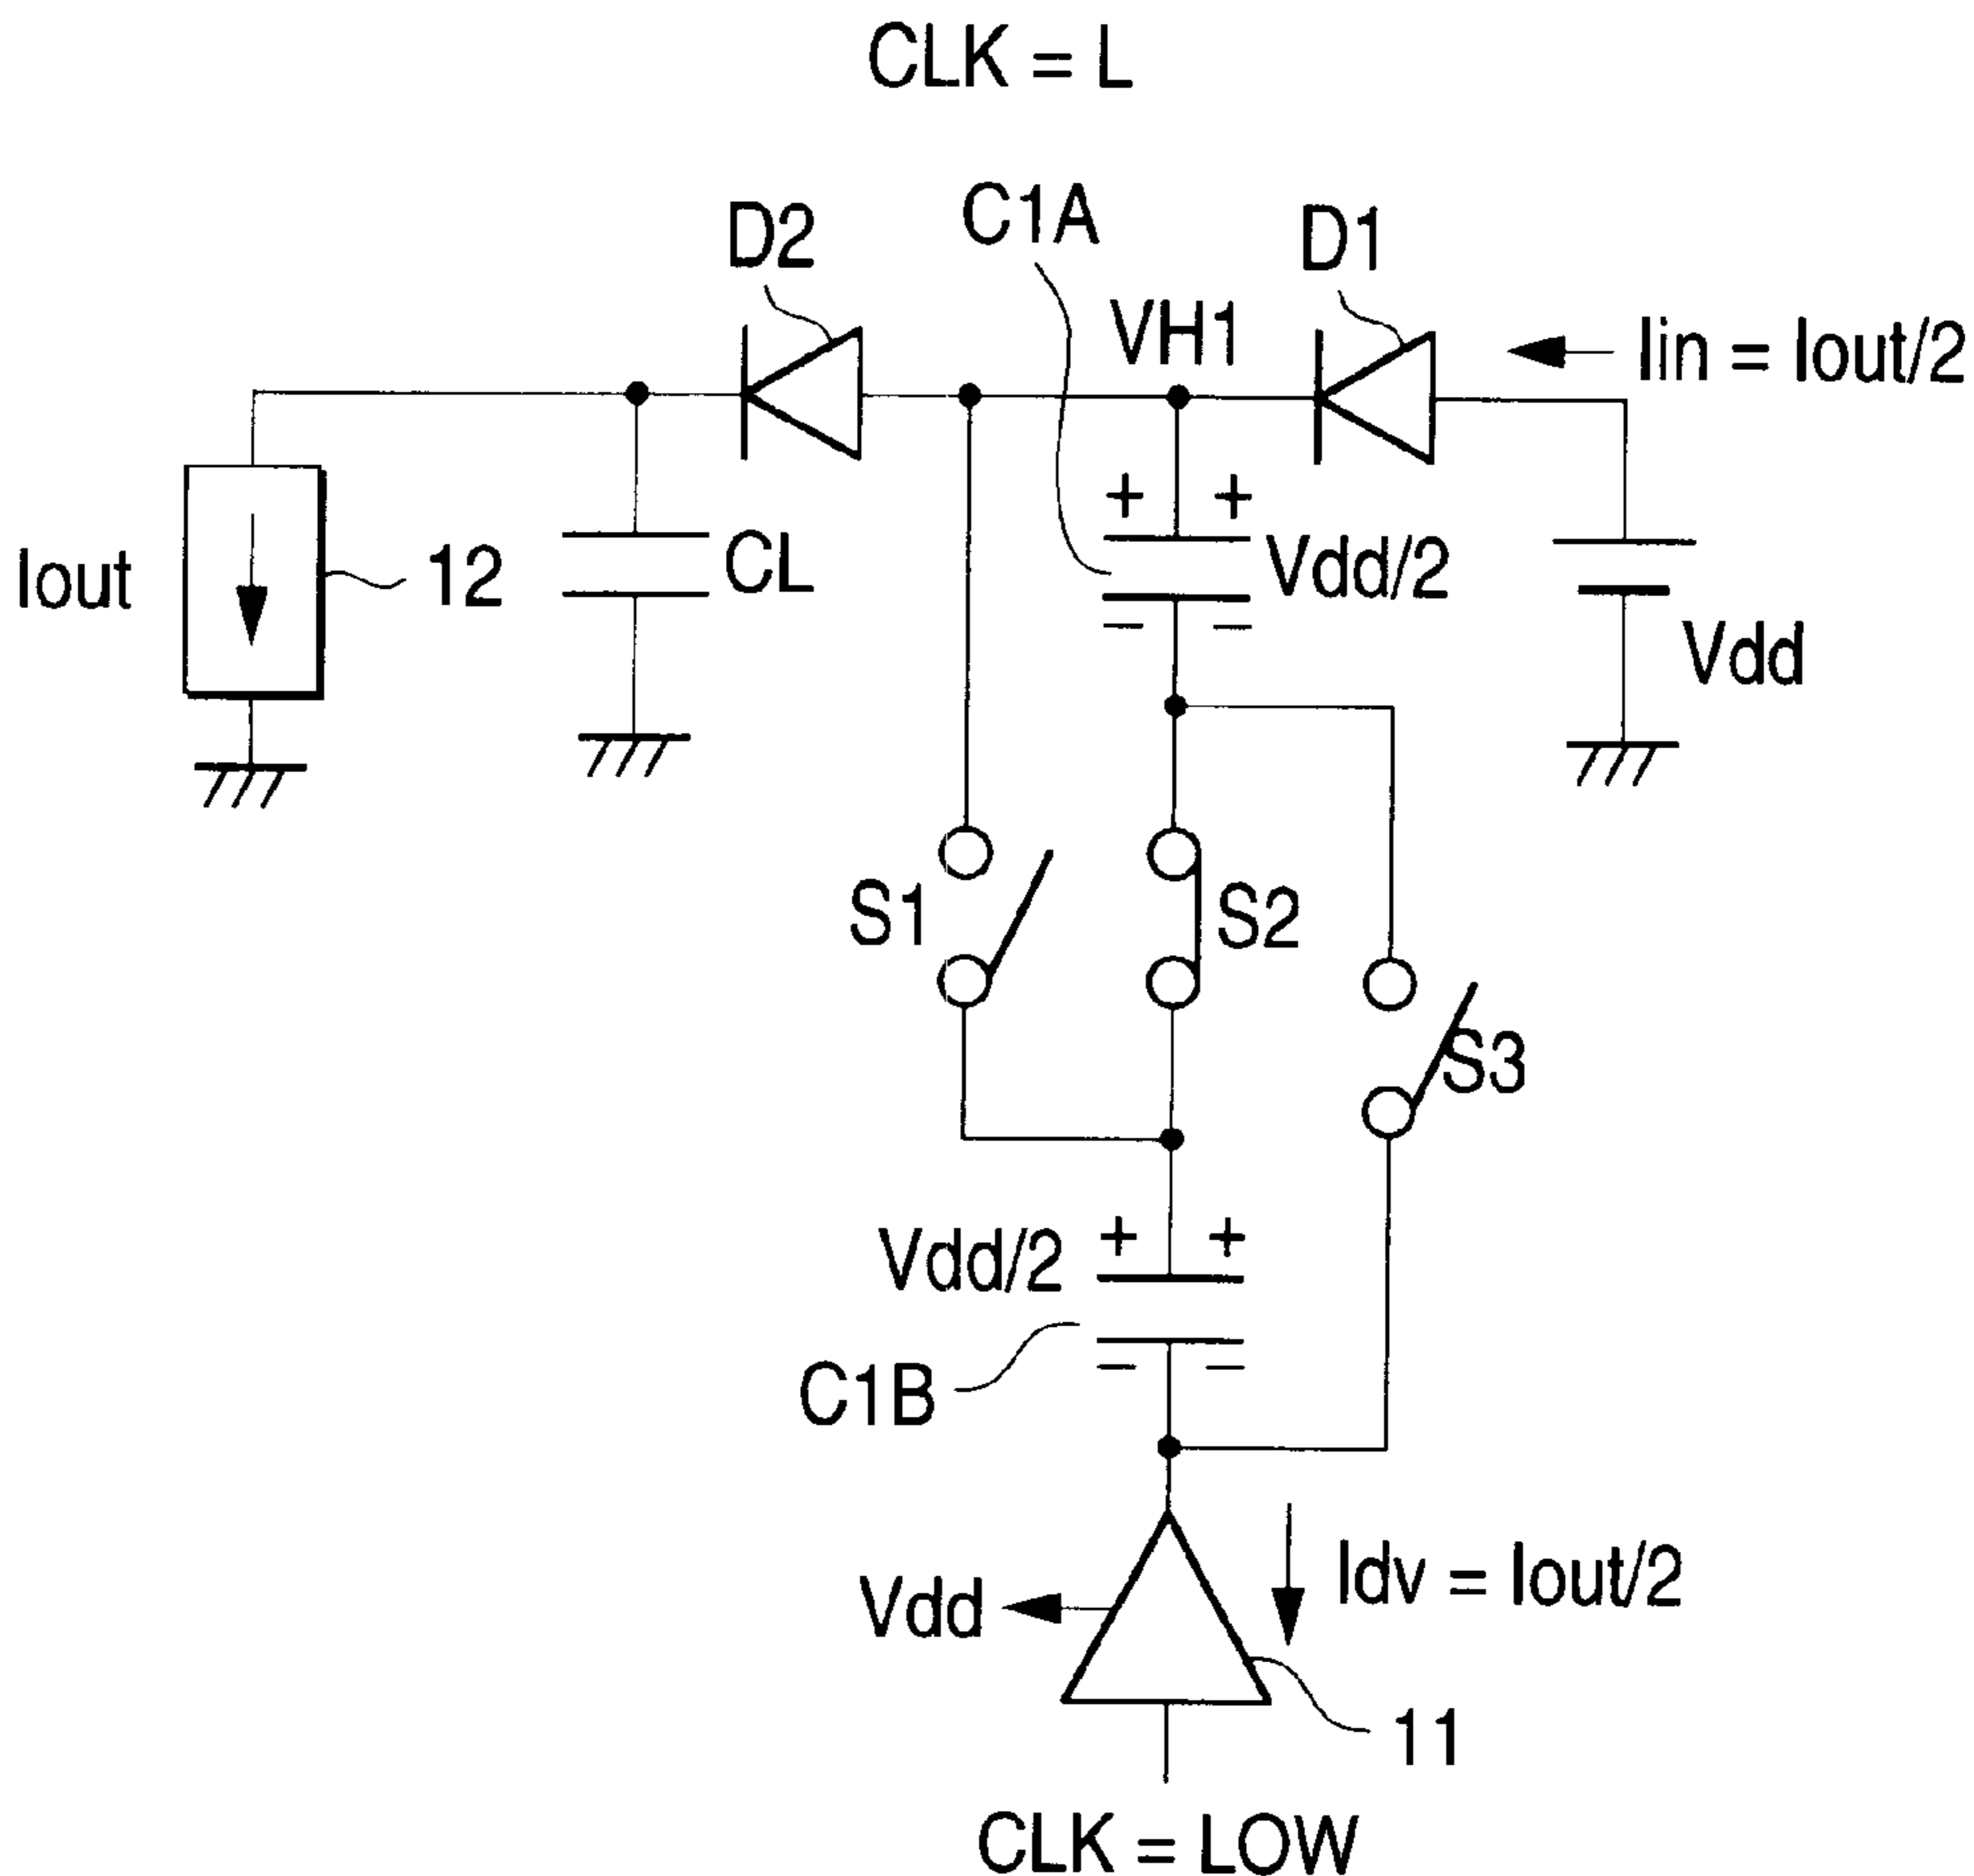 CLK = L
C1A
D2
D1
VH1
Iin = Iout/2
+ +
Iout
12
CL
Vdd/2
− −
Vdd
S1
S2
S3
Vdd/2
+ +
C1B
− −
Vdd
Idv = Iout/2
11
CLK = LOW